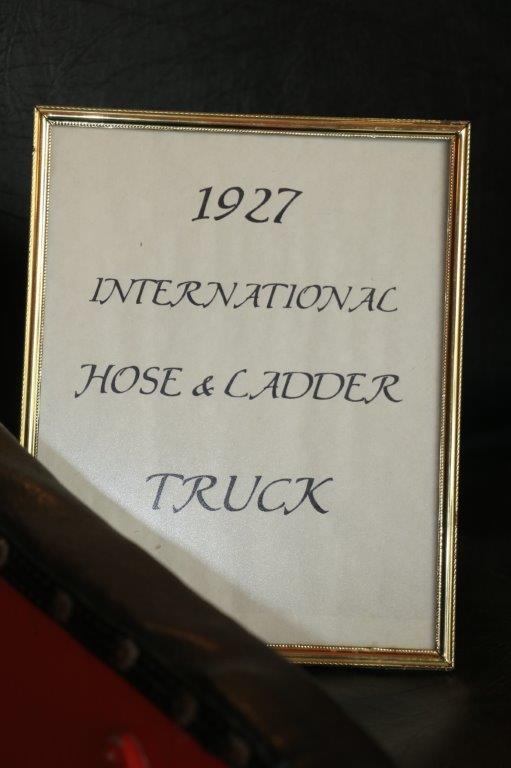 1927
INTERNATIONAL
HOSE & LADDER
TRUCK